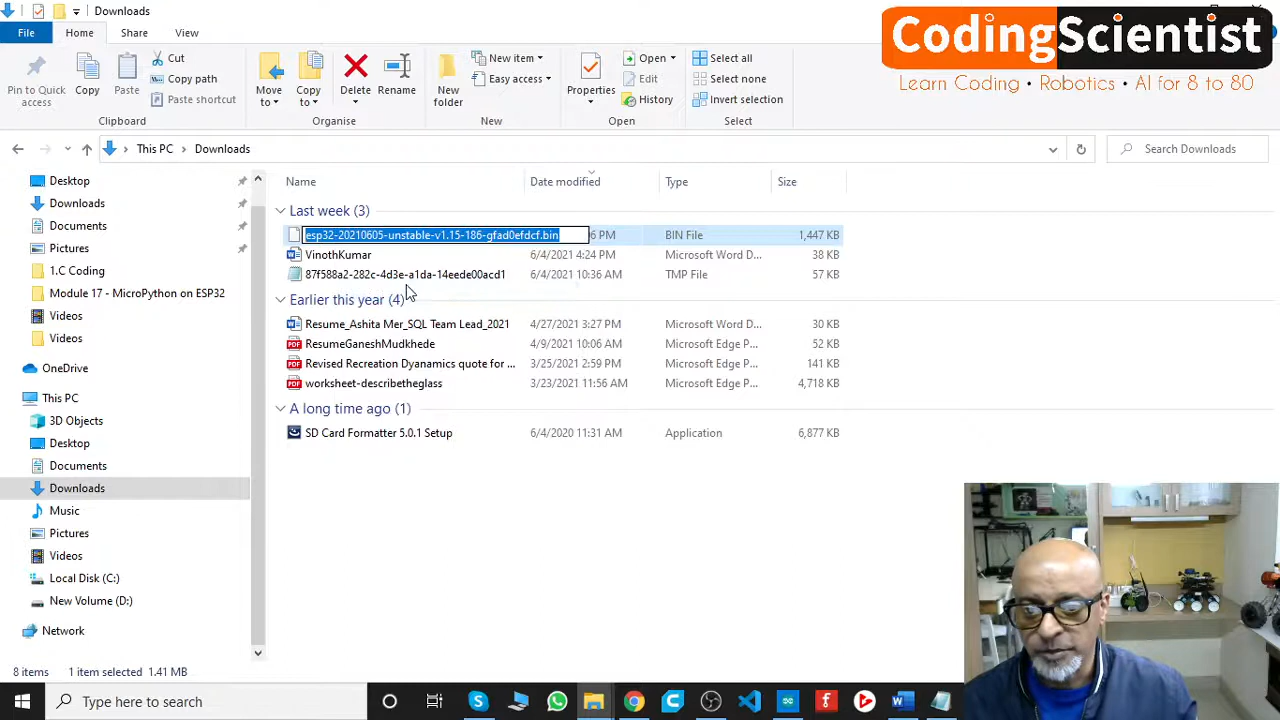 Downloads
File
Home
Share
View
CodingScientist
Learn Coding • Robotics • AI for 8 to 80
Pin to Quick access
Copy
Paste
Cut
Copy path
Paste shortcut
Move to
Copy to
Delete
Rename
New folder
New item
Easy access
Properties
Open
Edit
History
Select all
Select none
Invert selection
Clipboard
Organise
New
Open
Select
This PC > Downloads
Search Downloads
Name
Date modified
Type
Size
Last week (3)
esp32-20210605-unstable-v1.15-186-gfad0efdcf.bin 6 PM BIN File 1,447 KB
VinothKumar 6/4/2021 4:24 PM Microsoft Word D... 38 KB
87f588a2-282c-4d3e-a1da-14eede00acd1 6/4/2021 10:36 AM TMP File 57 KB
Earlier this year (4)
Resume_Ashita Mer_SQL Team Lead_2021 4/27/2021 3:27 PM Microsoft Word D... 30 KB
ResumeGaneshMudkhede 4/9/2021 10:06 AM Microsoft Edge P... 52 KB
Revised Recreation Dyanamics quote for ... 3/25/2021 2:59 PM Microsoft Edge P... 141 KB
worksheet-describetheglass 3/23/2021 11:56 AM Microsoft Edge P... 4,718 KB
A long time ago (1)
SD Card Formatter 5.0.1 Setup 6/4/2020 11:31 AM Application 6,877 KB
Desktop
Downloads
Documents
Pictures
1.C Coding
Module 17 - MicroPython on ESP32
Videos
Videos
OneDrive
This PC
3D Objects
Desktop
Documents
Downloads
Music
Pictures
Videos
Local Disk (C:)
New Volume (D:)
Network
8 items
1 item selected 1.41 MB
Type here to search